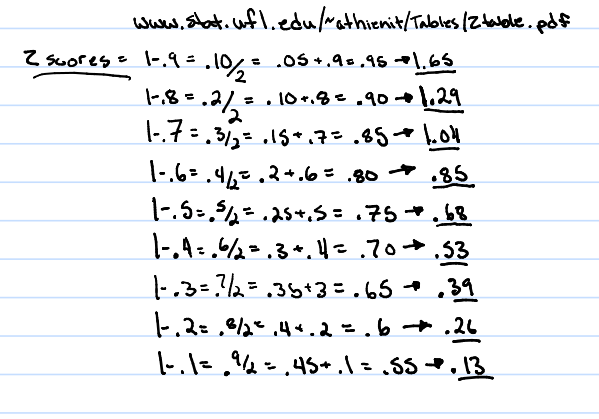 www.stat.ufl.edu/~athienit/Tables/Ztable.pdf
Z scores = 1-.9 = .10/2 = .05+.9=.95 → 1.65
1-.8 = .2/2 = .10+.8 = .90 → 1.29
1-.7 = .3/2 = .15+.7 = .85 → 1.04
1-.6 = .4/2 = .2+.6 = .80 → .85
1-.5 = .5/2 = .25+.5 = .75 → .68
1-.4 = .6/2 = .3+.4 = .70 → .53
1-.3 = .7/2 = .35+3 = .65 → .39
1-.2 = .8/2 = .4+.2 = .6 → .26
1-.1 = .9/2 = .45+.1 = .55 → .13